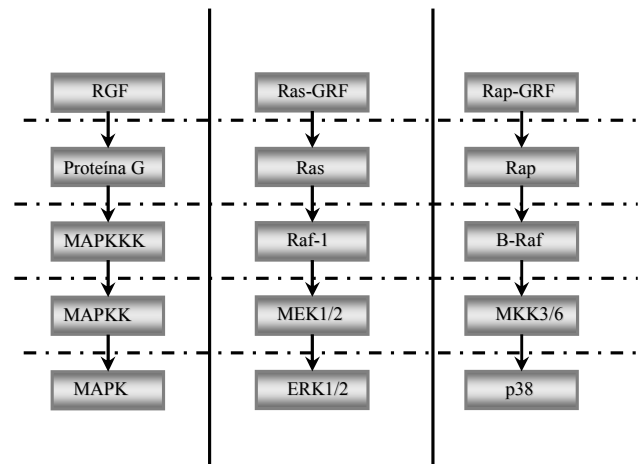 RGF
Ras-GRF
Rap-GRF
Proteína G
Ras
Rap
MAPKKK
Raf-1
B-Raf
MAPKK
MEK1/2
MKK3/6
MAPK
ERK1/2
p38